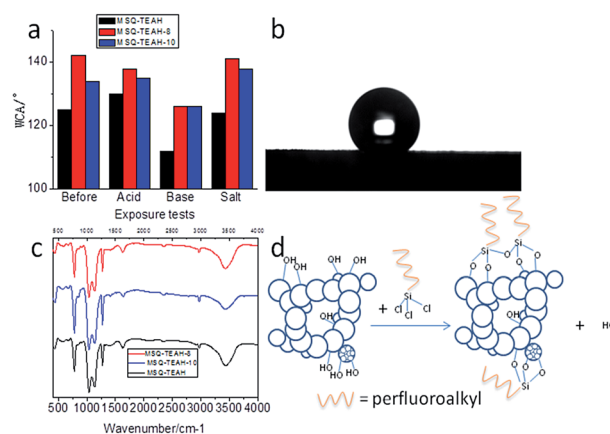 a
MSQ-TEAH
MSQ-TEAH-8
MSQ-TEAH-10
WCA/°
140
120
100
Before Acid Base Salt
Exposure tests
b
c
500 1000 1500 2000 2500 3000 3500 4000
MSQ-TEAH-8
MSQ-TEAH-10
MSQ-TEAH
500 1000 1500 2000 2500 3000 3500 4000
Wavenumber/cm-1
d
OH
OH
OH
OH
OH
OH
HO
HO
HO
+
Si
Cl
Cl
Cl
Si
O
Si
O
O
O
O
OH
O
O
O
Si
+ H
= perfluoroalkyl